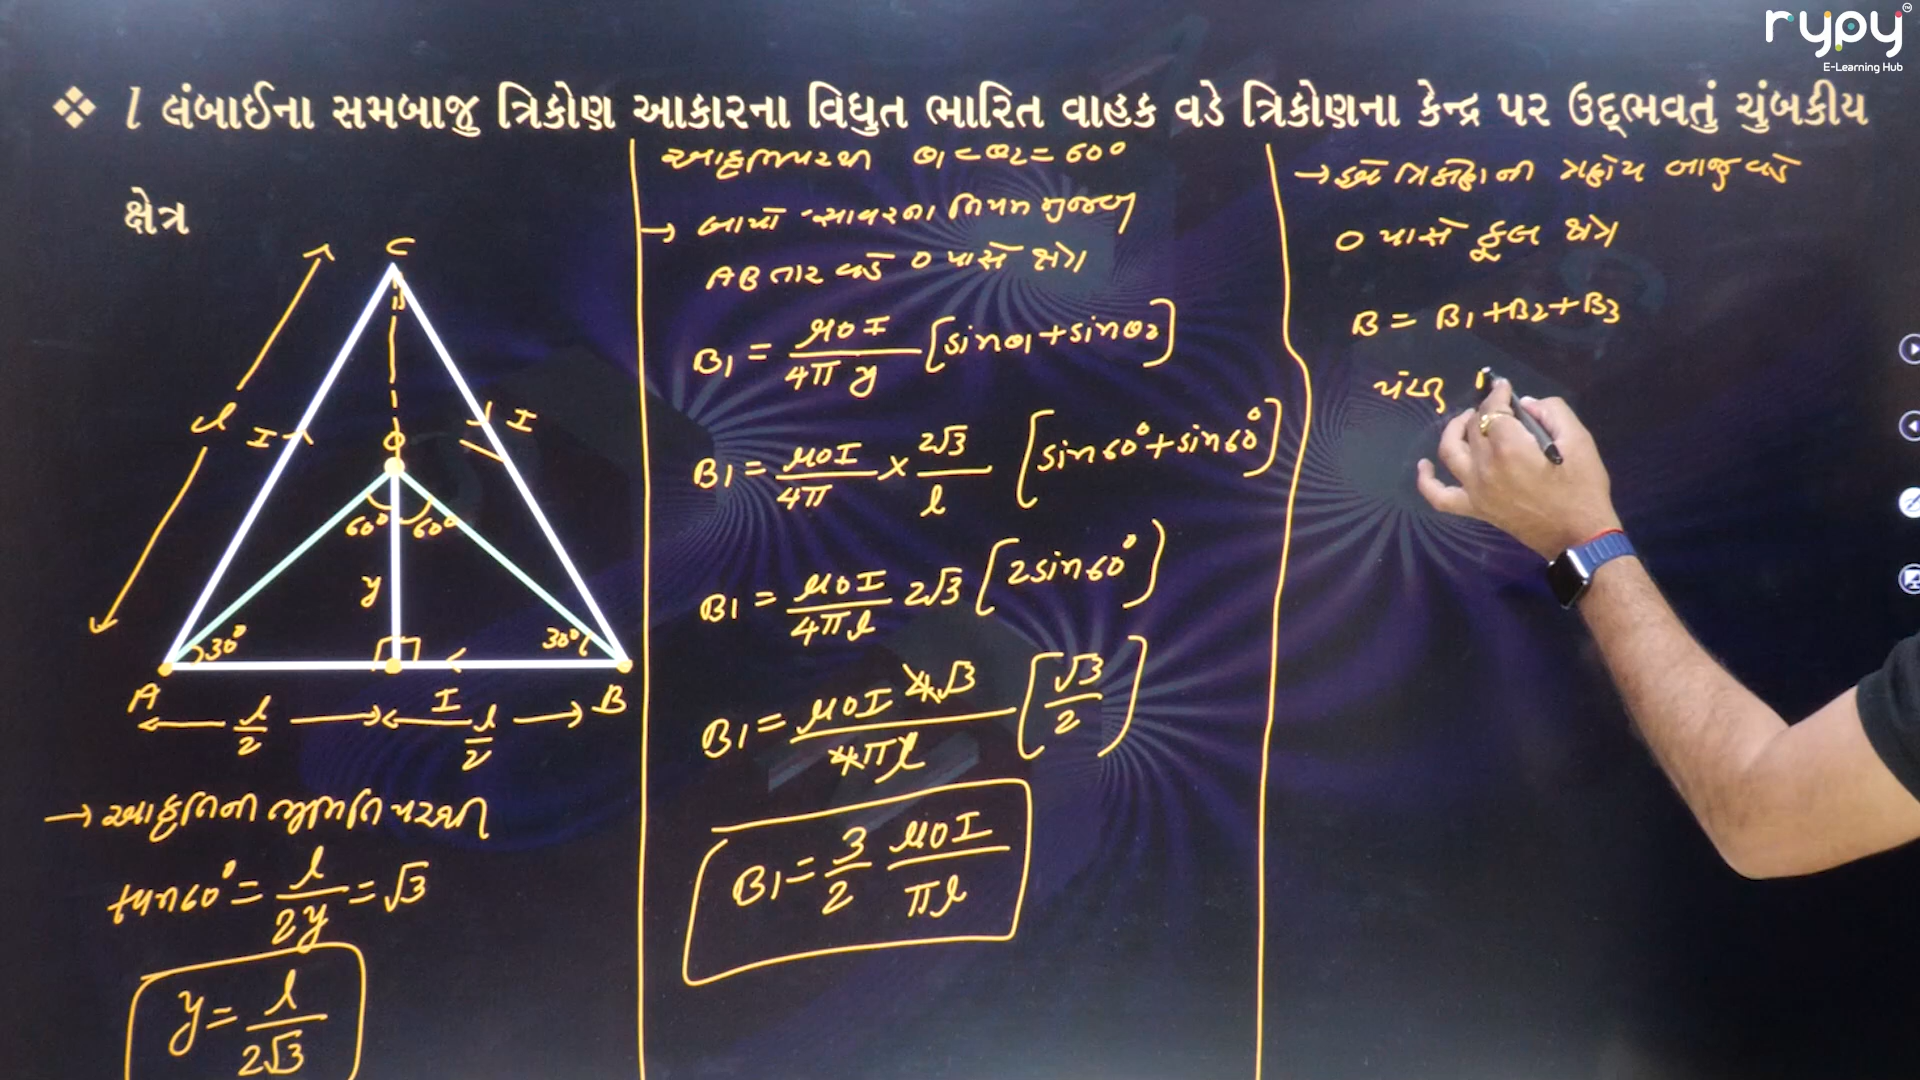 rypy
E-Learning Hub
❖ l લંબાઈના સમબાજુ ત્રિકોણ આકારના વિધુત ભારિત વાહક વડે ત્રિકોણના કેન્દ્ર પર ઉદ્ભવતું ચુંબકીય
ક્ષેત્ર
C
l
I
I
O
60° 60°
y
30° 30°
A I B
l/2 l/2
→ આકૃતિની ભૂમિતિ પરથી
tan60° = l/2y = √3
y = l/2√3
આકૃતિ પરથી θ1 = θ2 = 60°
→ બાયો-સાવરના નિયમ મુજબ
AB તાર વડે O પાસે ક્ષેત્ર
B1 = μ0I/4πy [sinθ1+sinθ2]
B1 = μ0I/4π × 2√3/l [sin60°+sin60°]
B1 = μ0I/4πl 2√3 [2sin60°]
B1 = μ0I 4√3/4πl [√3/2]
B1 = 3/2 μ0I/πl
→ હવે ત્રિકોણની ત્રણેય બાજુ વડે
O પાસે કૂલ ક્ષેત્ર
B = B1+B2+B3
પરંતુ